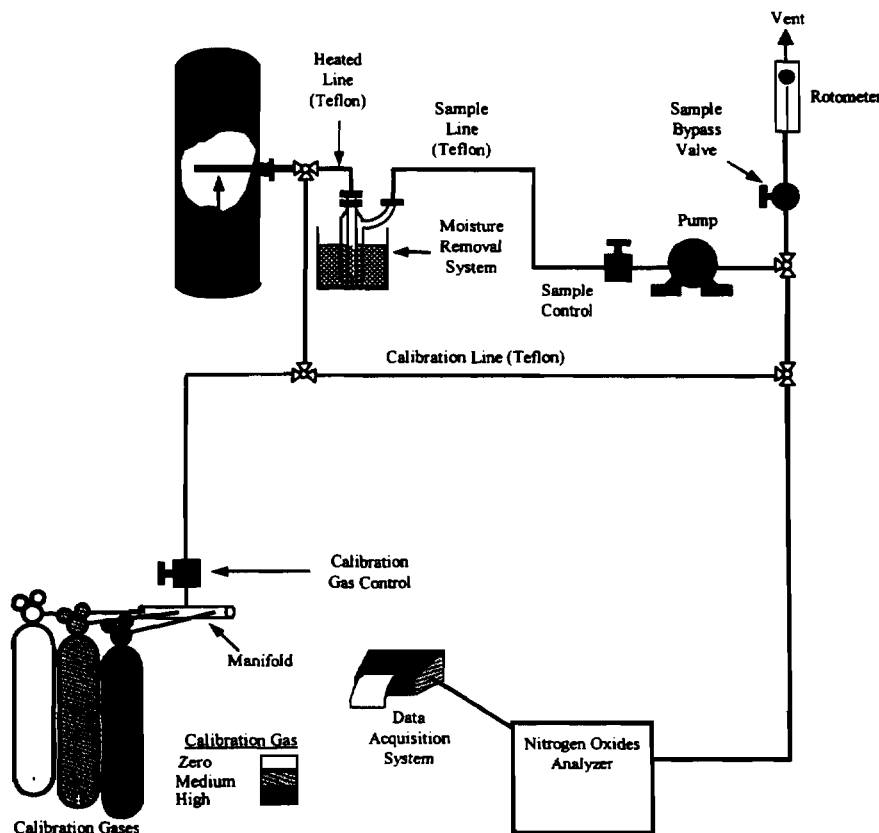 Vent
Heated
Line
(Teflon)
Rotometer
Sample
Line
(Teflon)
Sample
Bypass
Valve
Moisture
Removal
System
Pump
Sample
Control
Calibration Line (Teflon)
Calibration
Gas Control
Manifold
Data
Acquisition
System
Nitrogen Oxides
Analyzer
Calibration Gas
Zero
Medium
High
Calibration Gases